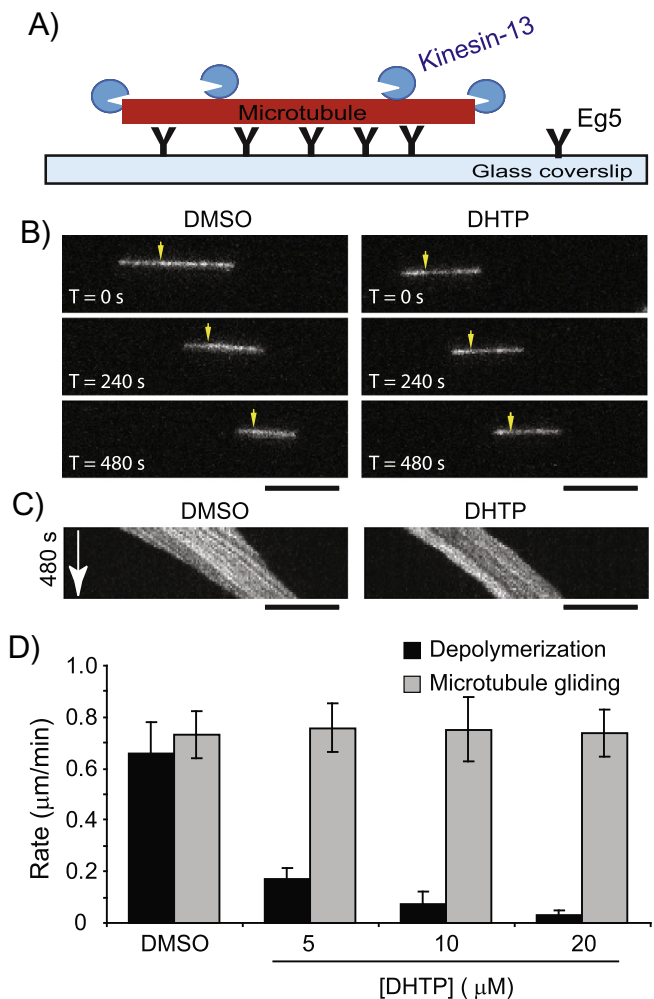 A)
Kinesin-13
Microtubule
Eg5
Glass coverslip
B)
DMSO
DHTP
T = 0 s
T = 0 s
T = 240 s
T = 240 s
T = 480 s
T = 480 s
C)
DMSO
DHTP
480 s
D)
Depolymerization
Microtubule gliding
Rate (μm/min)
1.0
0.8
0.6
0.4
0.2
0
DMSO
5
10
20
[DHTP] ( μM)